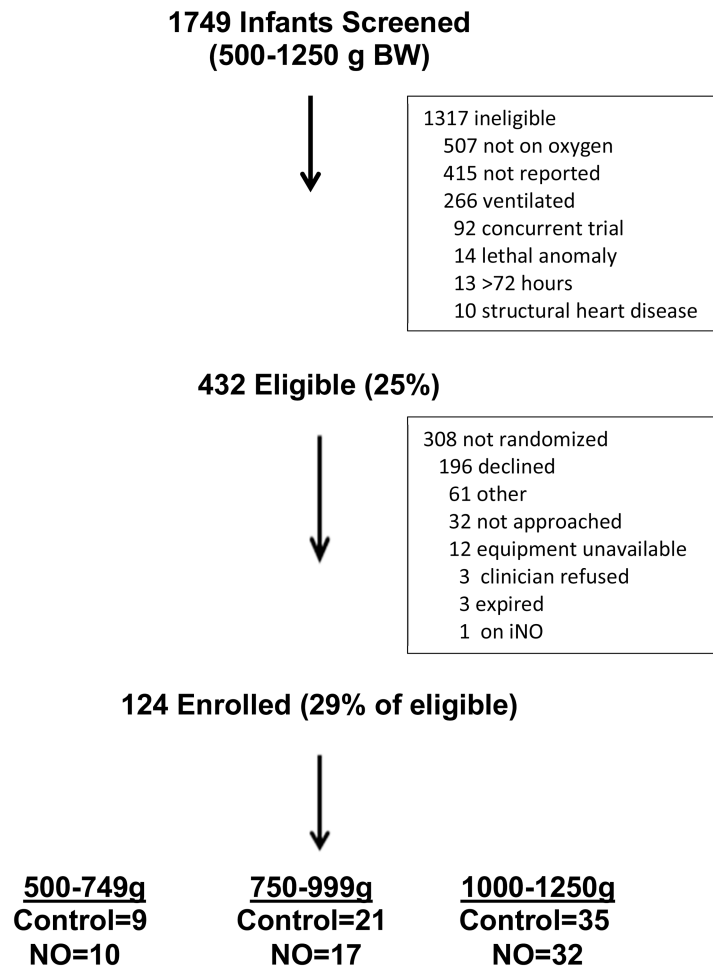 1749 Infants Screened
(500-1250 g BW)
1317 ineligible
507 not on oxygen
415 not reported
266 ventilated
92 concurrent trial
14 lethal anomaly
13 >72 hours
10 structural heart disease
432 Eligible (25%)
308 not randomized
196 declined
61 other
32 not approached
12 equipment unavailable
3 clinician refused
3 expired
1 on iNO
124 Enrolled (29% of eligible)
500-749g
Control=9
NO=10
750-999g
Control=21
NO=17
1000-1250g
Control=35
NO=32